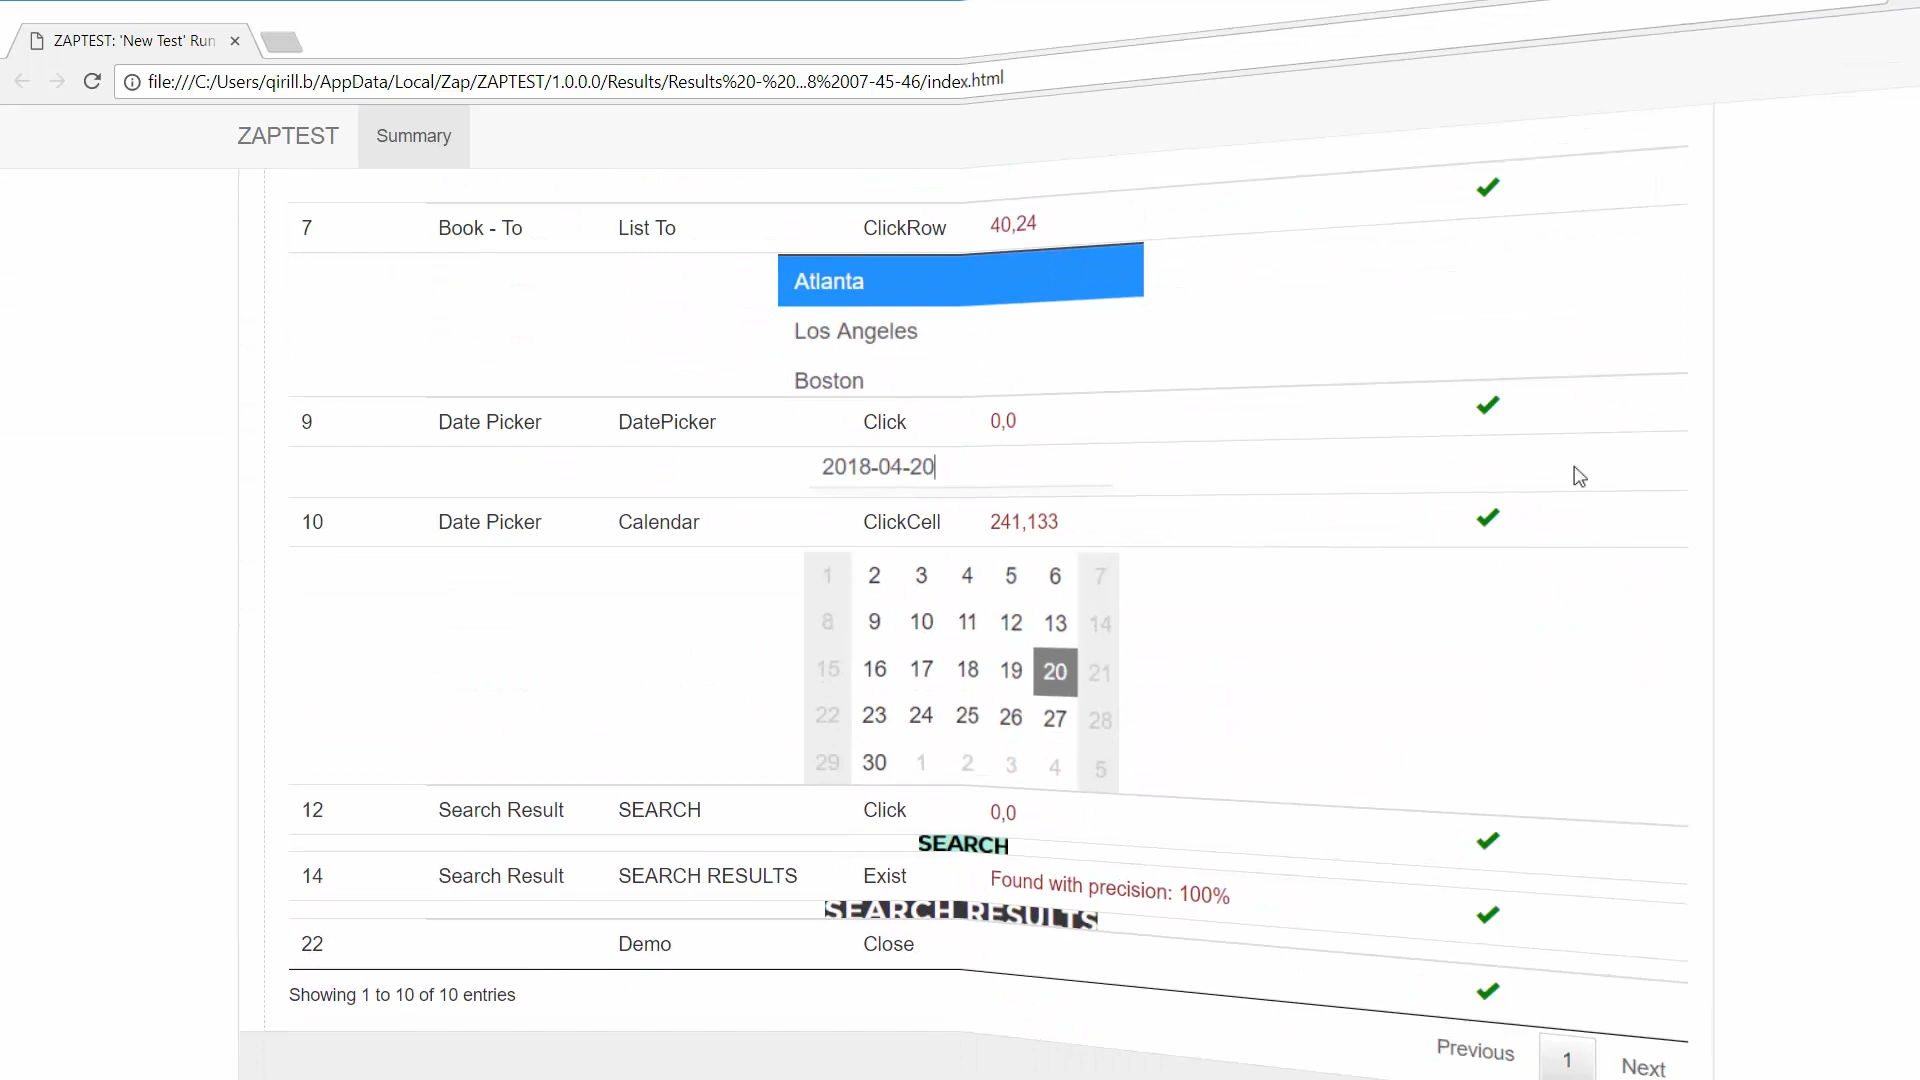 ZAPTEST: 'New Test' Run
file:///C:/Users/qirill.b/AppData/Local/Zap/ZAPTEST/1.0.0.0/Results/Results%20-%20...8%2007-45-46/index.html
ZAPTEST Summary
7 Book - To List To ClickRow 40,24
Atlanta
Los Angeles
Boston
9 Date Picker DatePicker Click 0,0
2018-04-20
10 Date Picker Calendar ClickCell 241,133
1 2 3 4 5 6 7
8 9 10 11 12 13 14
15 16 17 18 19 20 21
22 23 24 25 26 27 28
29 30 1 2 3 4 5
12 Search Result SEARCH Click 0,0
SEARCH
14 Search Result SEARCH RESULTS Exist Found with precision: 100%
SEARCH RESULTS
22 Demo Close
Showing 1 to 10 of 10 entries
Previous 1 Next